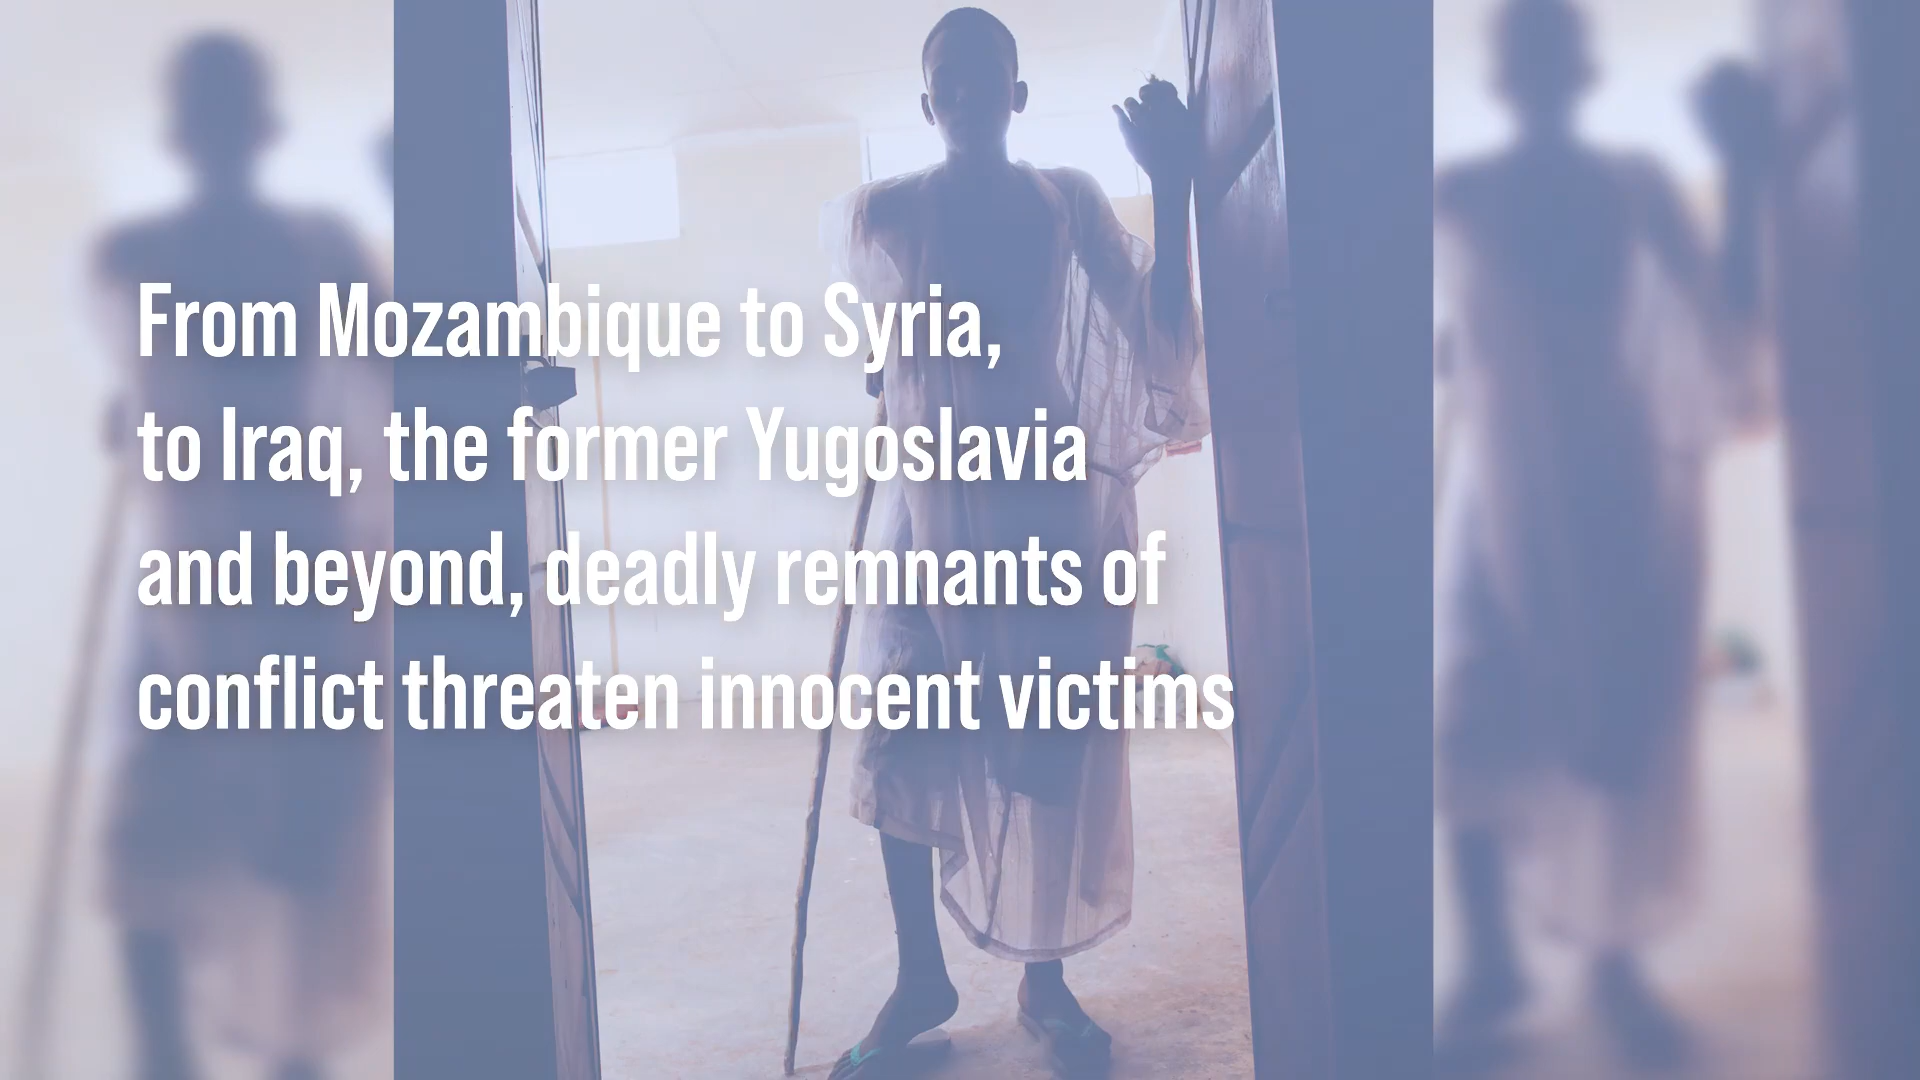 From Mozambique to Syria,
to Iraq, the former Yugoslavia
and beyond, deadly remnants of
conflict threaten innocent victims